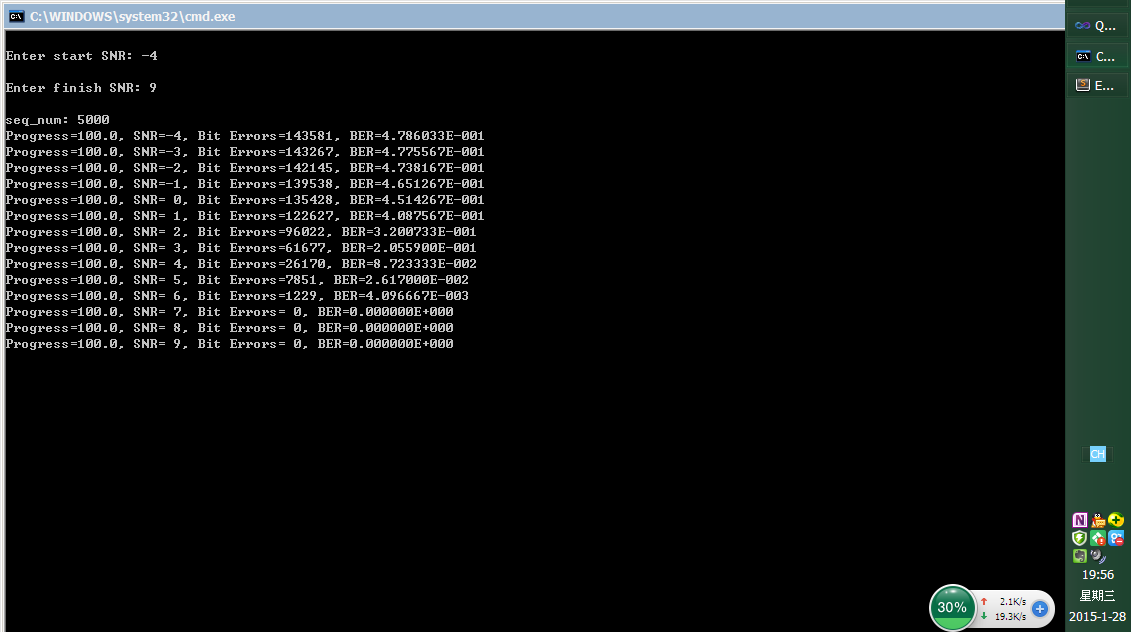 C:\WINDOWS\system32\cmd.exe
Enter start SNR: -4
Enter finish SNR: 9
seq_num: 5000
Progress=100.0, SNR=-4, Bit Errors=143581, BER=4.786033E-001
Progress=100.0, SNR=-3, Bit Errors=143267, BER=4.775567E-001
Progress=100.0, SNR=-2, Bit Errors=142145, BER=4.738167E-001
Progress=100.0, SNR=-1, Bit Errors=139538, BER=4.651267E-001
Progress=100.0, SNR= 0, Bit Errors=135428, BER=4.514267E-001
Progress=100.0, SNR= 1, Bit Errors=122627, BER=4.087567E-001
Progress=100.0, SNR= 2, Bit Errors=96022, BER=3.200733E-001
Progress=100.0, SNR= 3, Bit Errors=61677, BER=2.055900E-001
Progress=100.0, SNR= 4, Bit Errors=26170, BER=8.723333E-002
Progress=100.0, SNR= 5, Bit Errors=7851, BER=2.617000E-002
Progress=100.0, SNR= 6, Bit Errors=1229, BER=4.096667E-003
Progress=100.0, SNR= 7, Bit Errors= 0, BER=0.000000E+000
Progress=100.0, SNR= 8, Bit Errors= 0, BER=0.000000E+000
Progress=100.0, SNR= 9, Bit Errors= 0, BER=0.000000E+000
Q...
C...
E...
CH
N
19:56
星期三
2015-1-28
30%
2.1K/s
19.3K/s